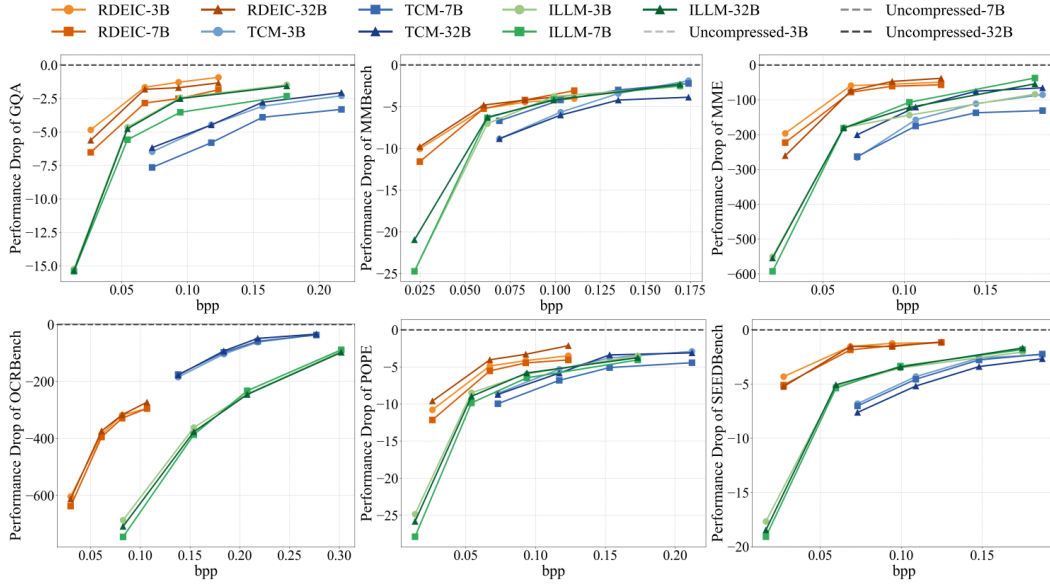 RDEIC-3B RDEIC-32B TCM-7B ILLM-3B ILLM-32B Uncompressed-7B
RDEIC-7B TCM-3B TCM-32B ILLM-7B Uncompressed-3B Uncompressed-32B
Performance Drop of GQA
0.0
−2.5
−5.0
−7.5
−10.0
−12.5
−15.0
0.05 0.10 0.15 0.20
bpp
Performance Drop of MMBench
0
−5
−10
−15
−20
−25
0.025 0.050 0.075 0.100 0.125 0.150 0.175
bpp
Performance Drop of MME
0
−100
−200
−300
−400
−500
−600
0.05 0.10 0.15
bpp
Performance Drop of OCRBench
0
−200
−400
−600
0.05 0.10 0.15 0.20 0.25 0.30
bpp
Performance Drop of POPE
0
−5
−10
−15
−20
−25
0.05 0.10 0.15 0.20
bpp
Performance Drop of SEEDBench
0
−5
−10
−15
−20
0.05 0.10 0.15
bpp